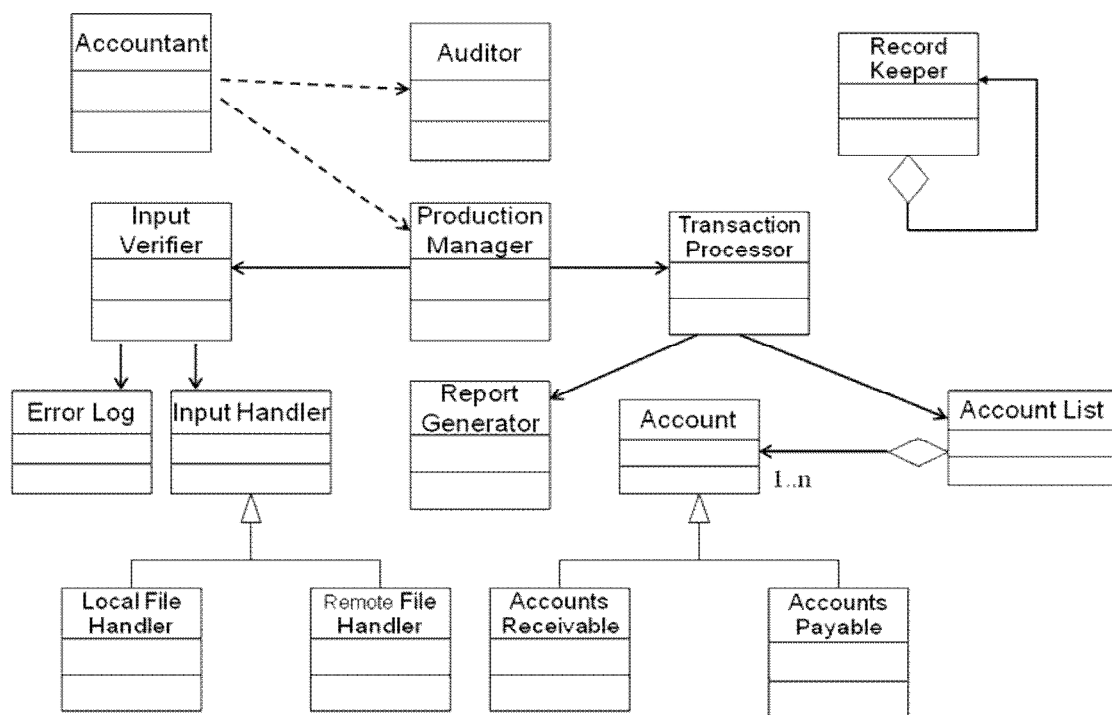 Accountant
Auditor
Record
Keeper
Input
Verifier
Production
Manager
Transaction
Processor
Error Log
Input Handler
Report
Generator
Account
Account List
1..n
Local File
Handler
Remote File
Handler
Accounts
Receivable
Accounts
Payable